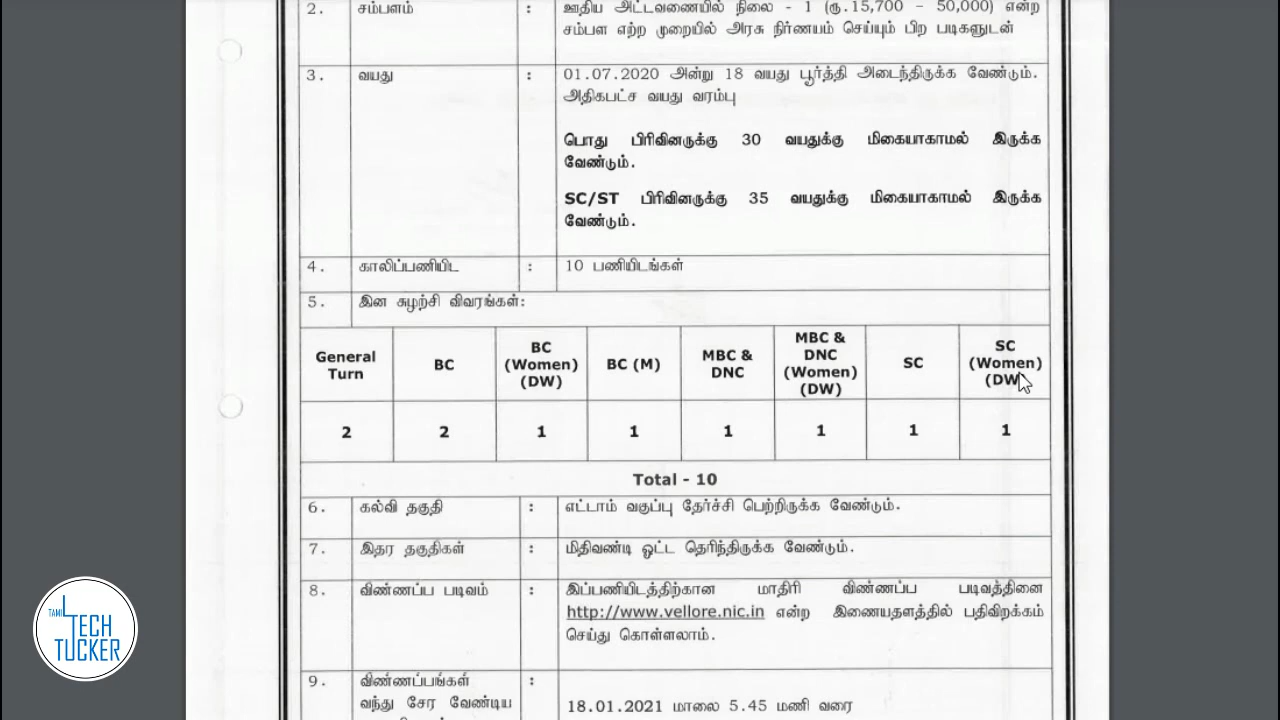 2. சம்பளம் : ஊதிய அட்டவணையில் நிலை - 1 (ரூ.15,700 - 50,000) என்ற
சம்பள எற்ற முறையில் அரசு நிர்ணயம் செய்யும் பிற படிகளுடன்
3. வயது : 01.07.2020 அன்று 18 வயது பூர்த்தி அடைந்திருக்க வேண்டும்.
அதிகபட்ச வயது வரம்பு
பொது பிரிவினருக்கு 30 வயதுக்கு மிகையாகாமல் இருக்க
வேண்டும்.
SC/ST பிரிவினருக்கு 35 வயதுக்கு மிகையாகாமல் இருக்க
வேண்டும்.
4. காலிப்பணியிட : 10 பணியிடங்கள்
5. இன சுழற்சி விவரங்கள்:
General Turn
BC
BC (Women) (DW)
BC (M)
MBC & DNC
MBC & DNC (Women) (DW)
SC
SC (Women) (DW
2 2 1 1 1 1 1 1
Total - 10
6. கல்வி தகுதி : எட்டாம் வகுப்பு தேர்ச்சி பெற்றிருக்க வேண்டும்.
7. இதர தகுதிகள் : மிதிவண்டி ஓட்ட தெரிந்திருக்க வேண்டும்.
8. விண்ணப்ப படிவம் : இப்பணியிடத்திற்கான மாதிரி விண்ணப்ப படிவத்தினை
http://www.vellore.nic.in என்ற இணையதளத்தில் பதிவிறக்கம்
செய்து கொள்ளலாம்.
9. விண்ணப்பங்கள் :
வந்து சேர வேண்டிய
18.01.2021 மாலை 5.45 மணி வரை
TAMIL
TECH
TUCKER